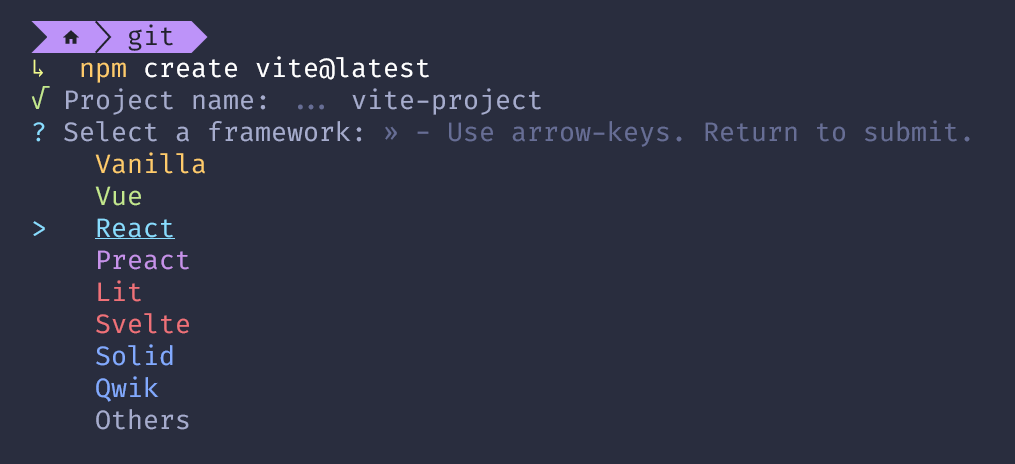 git
↳ npm create vite@latest
√ Project name: ... vite-project
? Select a framework: » - Use arrow-keys. Return to submit.
Vanilla
Vue
> React
Preact
Lit
Svelte
Solid
Qwik
Others